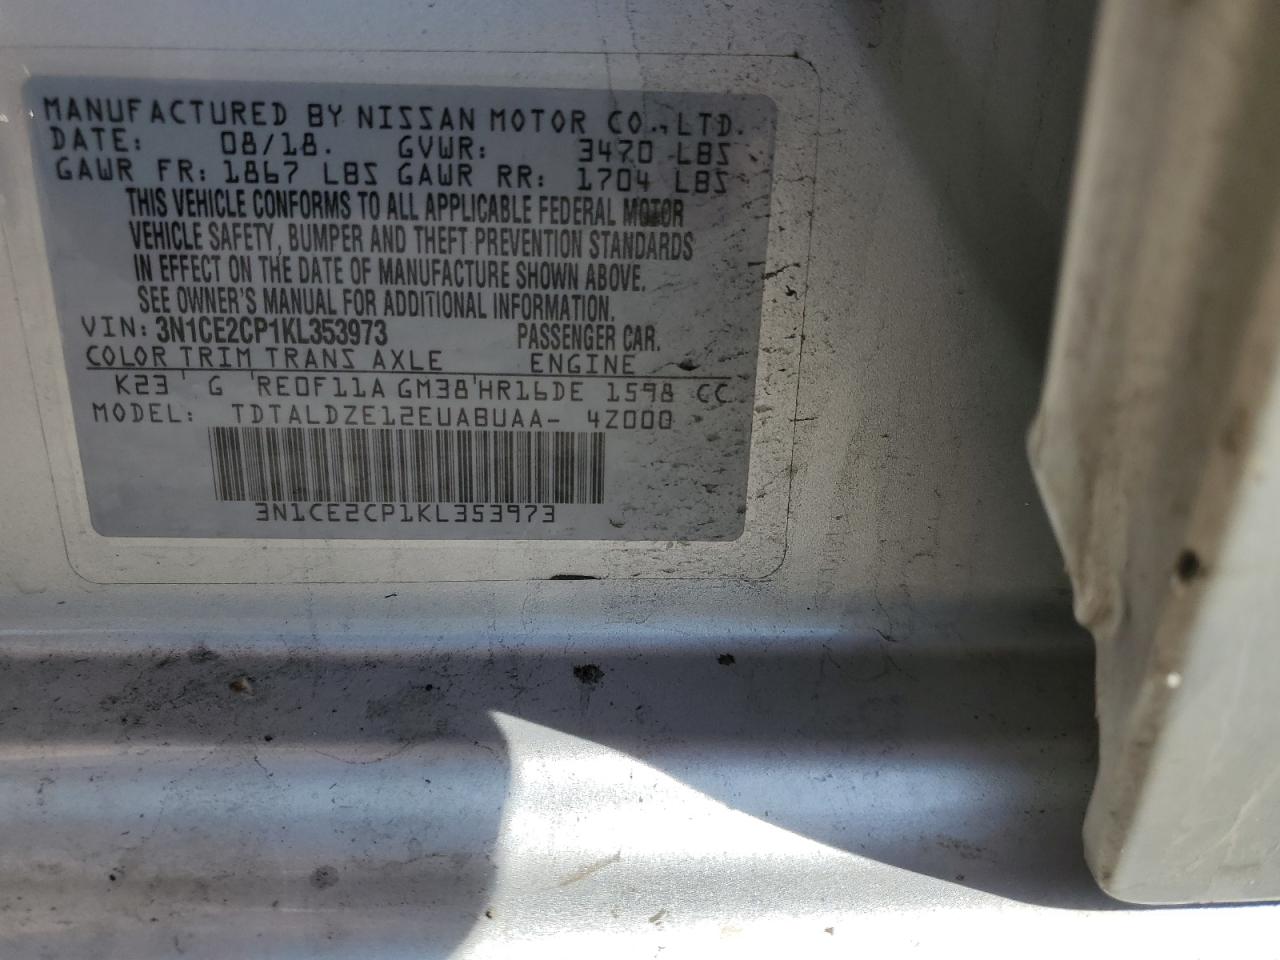 MANUFACTURED BY NISSAN MOTOR CO., LTD.
DATE: 08/18. GVWR: 3470 LBS
GAWR FR: 1867 LBS GAWR RR: 1704 LBS
THIS VEHICLE CONFORMS TO ALL APPLICABLE FEDERAL MOTOR
VEHICLE SAFETY, BUMPER AND THEFT PREVENTION STANDARDS
IN EFFECT ON THE DATE OF MANUFACTURE SHOWN ABOVE.
SEE OWNER'S MANUAL FOR ADDITIONAL INFORMATION.
VIN: 3N1CE2CP1KL353973 PASSENGER CAR.
COLOR TRIM TRANS AXLE ENGINE
K23 G RE0F11A GM38 HR16DE 1598 CC
MODEL: TDTALDZE12EUABUAA- 4Z000
3N1CE2CP1KL353973